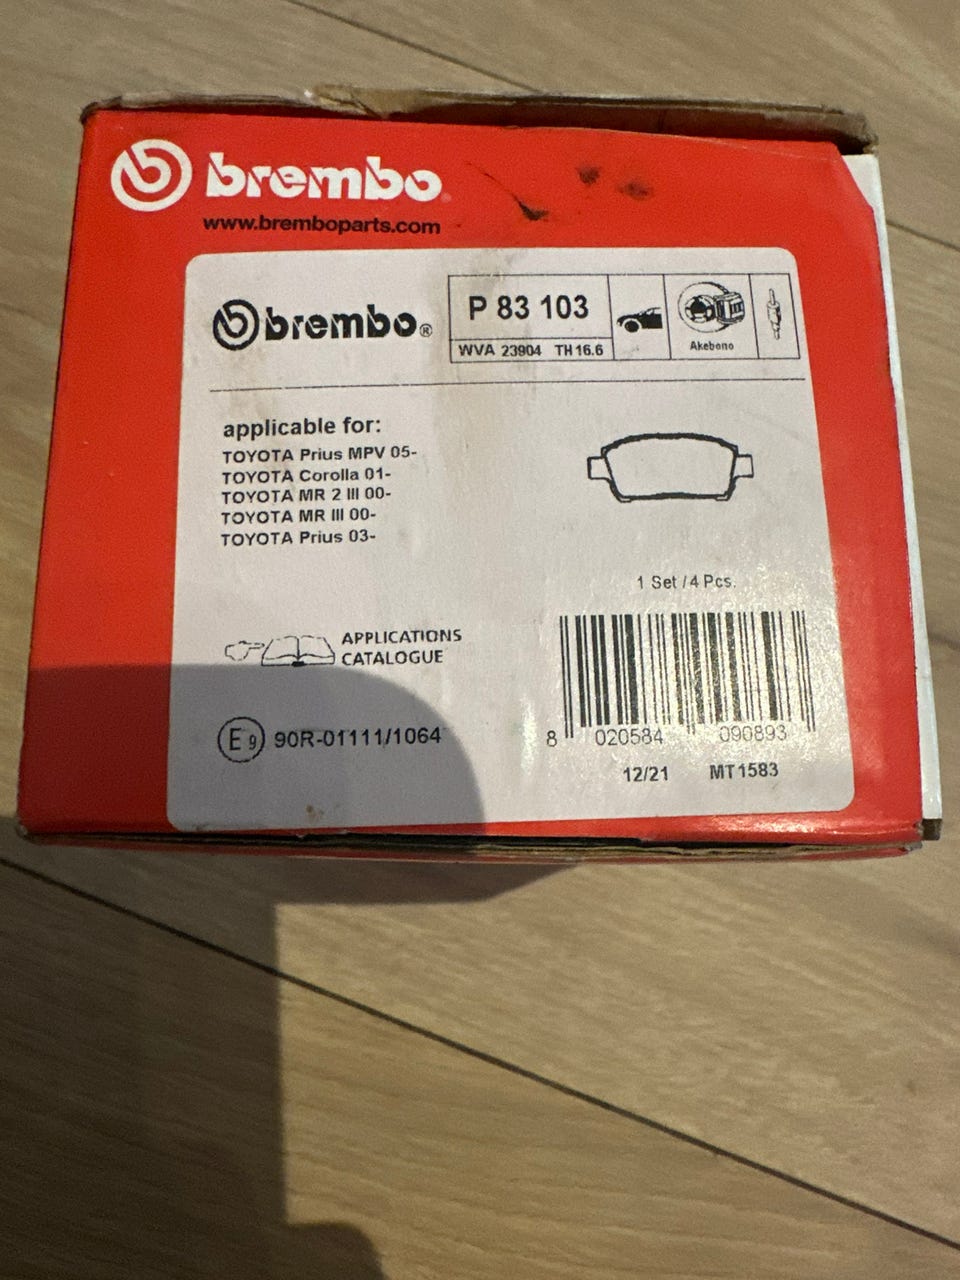 brembo
www.bremboparts.com
brembo®
P 83 103
WVA 23904 TH 16.6
Akebono
applicable for:
TOYOTA Prius MPV 05-
TOYOTA Corolla 01-
TOYOTA MR 2 III 00-
TOYOTA MR III 00-
TOYOTA Prius 03-
1 Set / 4 Pcs.
APPLICATIONS
CATALOGUE
E9 90R-01111/1064
8 020584 090893
12/21 MT1583